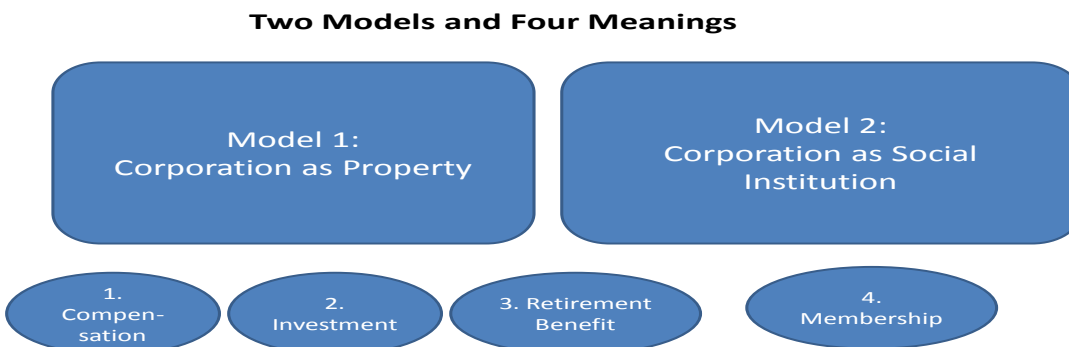 Two Models and Four Meanings
Model 1:
Corporation as Property
Model 2:
Corporation as Social
Institution
1.
Compen-
sation
2.
Investment
3. Retirement
Benefit
4.
Membership